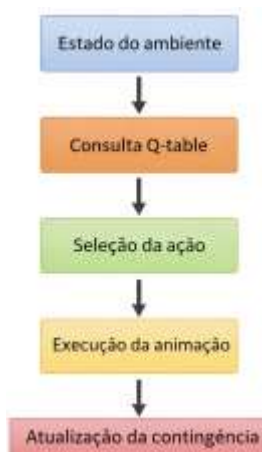 Estado do ambiente
Consulta Q-table
Seleção da ação
Execução da animação
Atualização da contingência